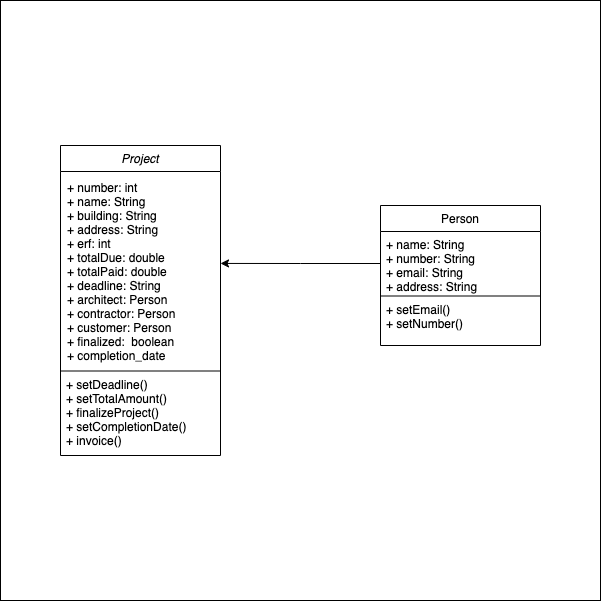 Project
+ number: int
+ name: String
+ building: String
+ address: String
+ erf: int
+ totalDue: double
+ totalPaid: double
+ deadline: String
+ architect: Person
+ contractor: Person
+ customer: Person
+ finalized:  boolean
+ completion_date
+ setDeadline()
+ setTotalAmount()
+ finalizeProject()
+ setCompletionDate()
+ invoice()
Person
+ name: String
+ number: String
+ email: String
+ address: String
+ setEmail()
+ setNumber()